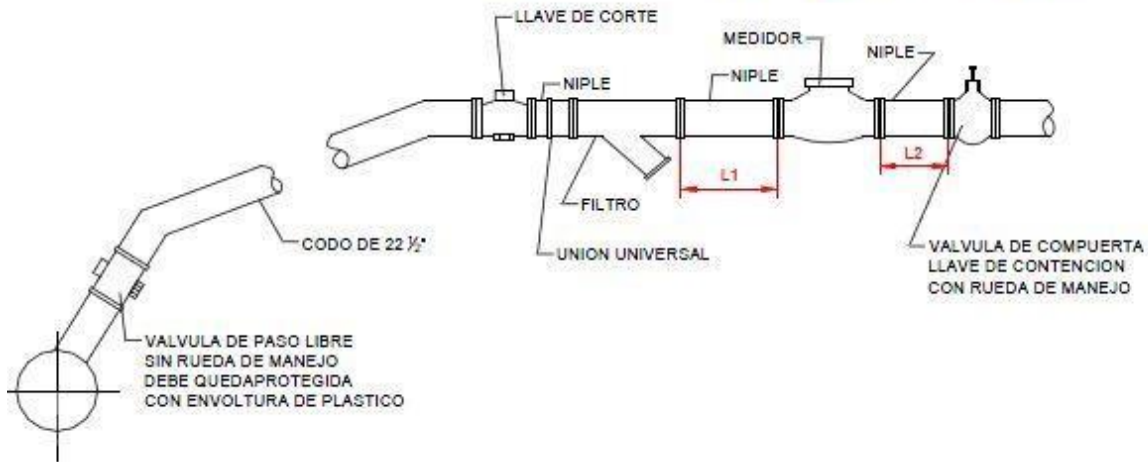 LLAVE DE CORTE
MEDIDOR
NIPLE
NIPLE
NIPLE
L1
L2
FILTRO
UNION UNIVERSAL
CODO DE 22 ½"
VALVULA DE COMPUERTA
LLAVE DE CONTENCION
CON RUEDA DE MANEJO
VALVULA DE PASO LIBRE
SIN RUEDA DE MANEJO
DEBE QUEDAPROTEGIDA
CON ENVOLTURA DE PLASTICO